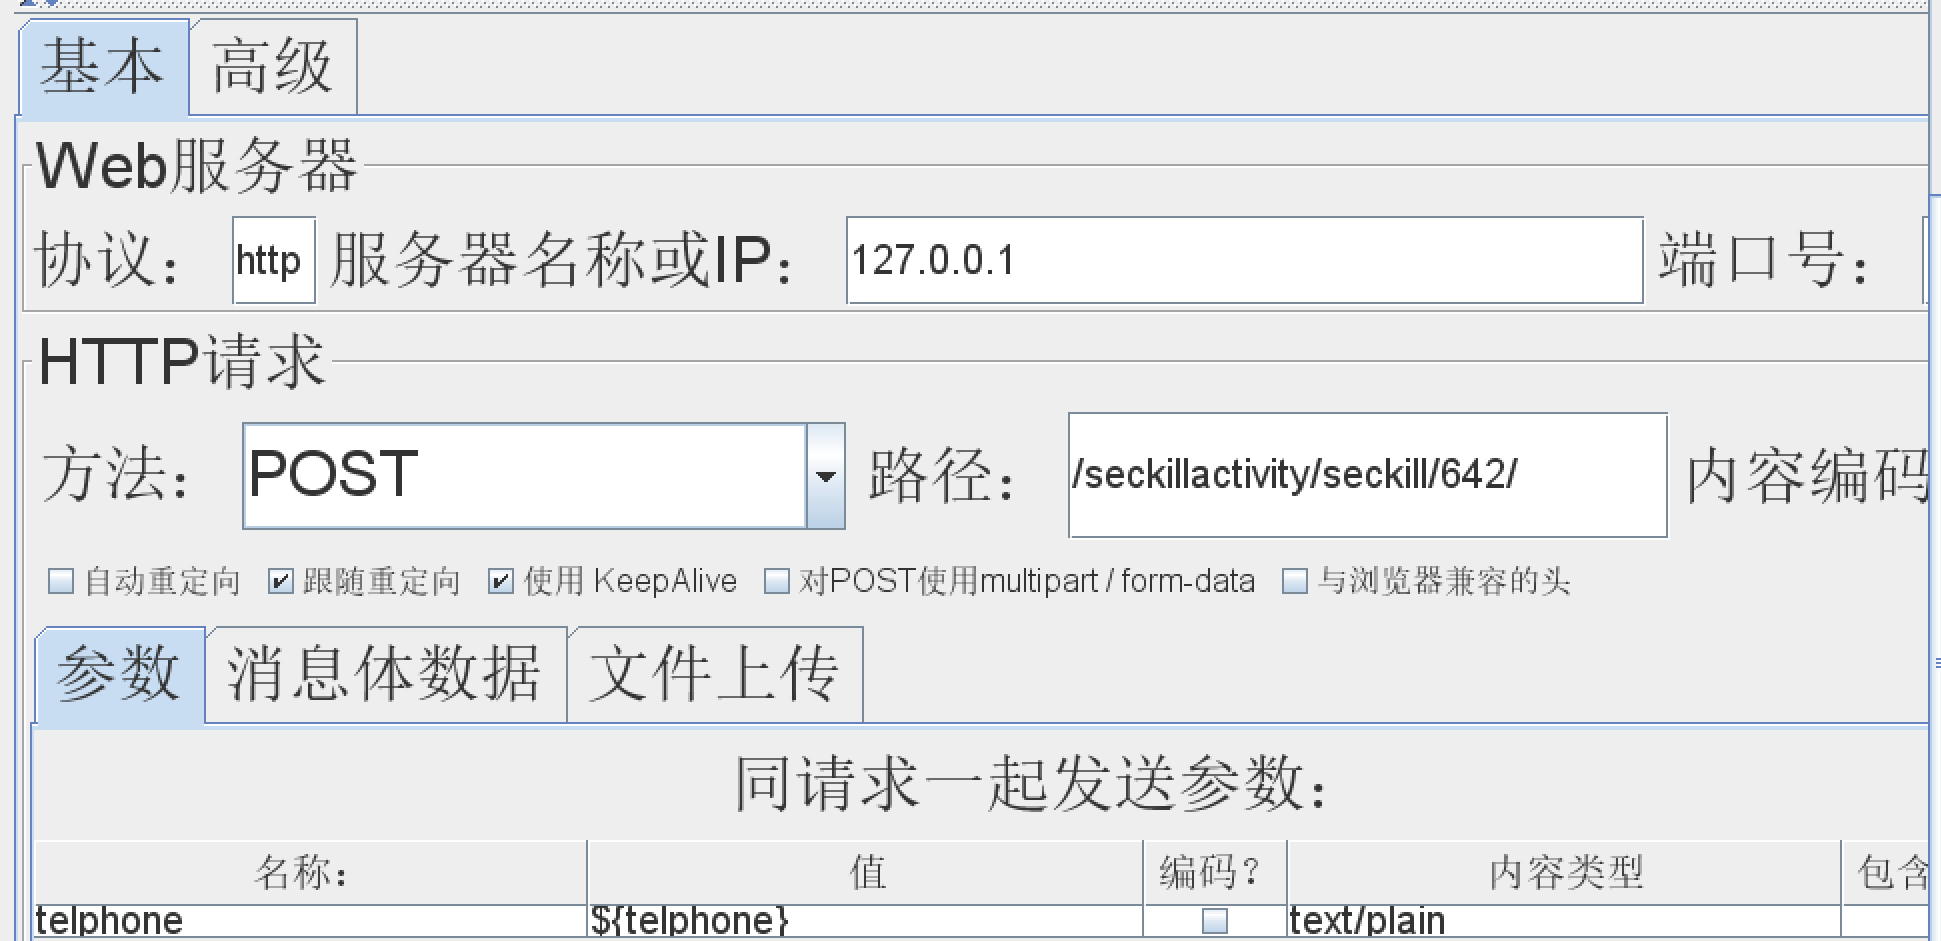 基本 高级
Web服务器
协议： http 服务器名称或IP： 127.0.0.1 端口号：
HTTP请求
方法： POST 路径： /seckillactivity/seckill/642/ 内容编码
自动重定向 跟随重定向 使用 KeepAlive 对POST使用multipart / form-data 与浏览器兼容的头
参数 消息体数据 文件上传
同请求一起发送参数：
名称： 值 编码？ 内容类型 包含
telphone ${telphone} text/plain